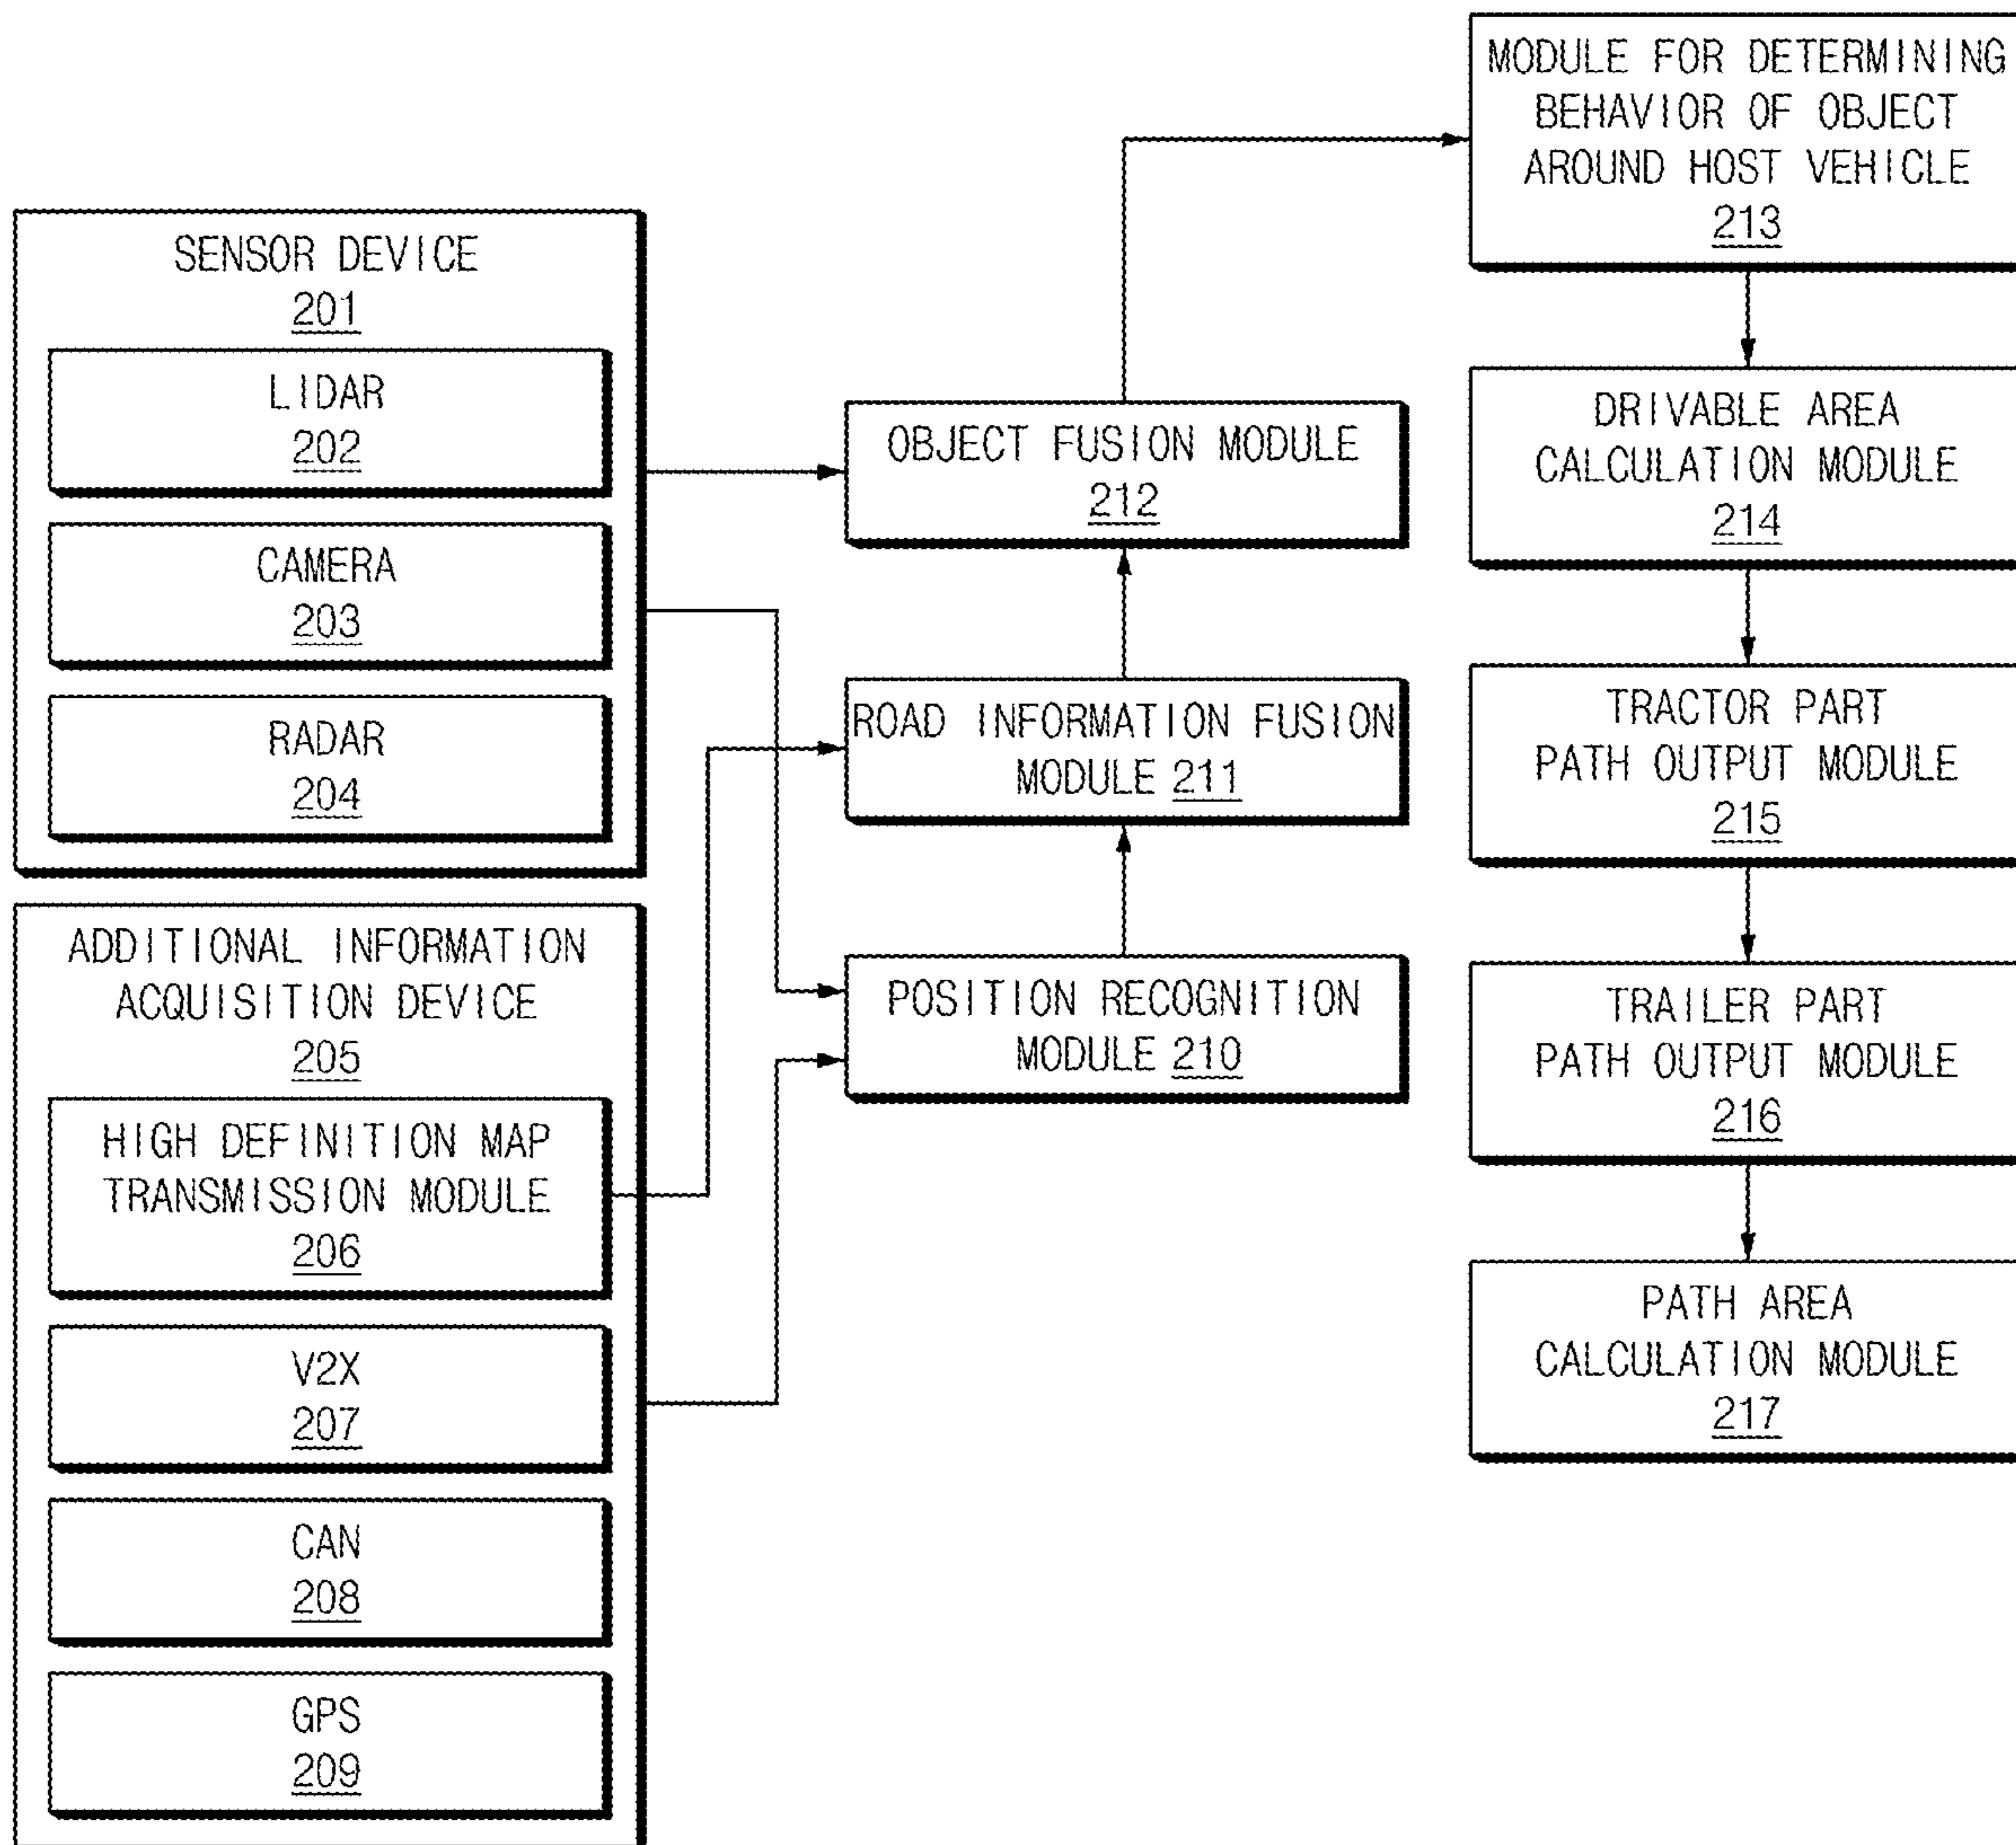 SENSOR DEVICE
201
LIDAR
202
CAMERA
203
RADAR
204
ADDITIONAL INFORMATION
ACQUISITION DEVICE
205
HIGH DEFINITION MAP
TRANSMISSION MODULE
206
V2X
207
CAN
208
GPS
209
OBJECT FUSION MODULE
212
ROAD INFORMATION FUSION
MODULE 211
POSITION RECOGNITION
MODULE 210
MODULE FOR DETERMINING
BEHAVIOR OF OBJECT
AROUND HOST VEHICLE
213
DRIVABLE AREA
CALCULATION MODULE
214
TRACTOR PART
PATH OUTPUT MODULE
215
TRAILER PART
PATH OUTPUT MODULE
216
PATH AREA
CALCULATION MODULE
217